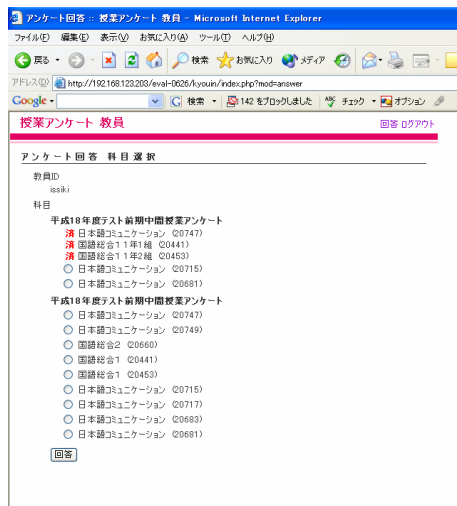 アンケート回答 :: 授業アンケート 教員 - Microsoft Internet Explorer
ファイル(F) 編集(E) 表示(V) お気に入り(A) ツール(T) ヘルプ(H)
戻る 検索 お気に入り メディア
アドレス(D) http://192.168.123.203/eval-0626/kyouin/index.php?mod=answer
Google 検索 142 をブロックしました チェック オプション
授業アンケート 教員 回答 ログアウト
アンケート回答 科目選択
教員ID
issiki
科目
平成18年度テスト前期中間授業アンケート
済 日本語コミュニケーション (20747)
済 国語総合1 1年1組 (20441)
済 国語総合1 1年2組 (20453)
日本語コミュニケーション (20715)
日本語コミュニケーション (20681)
平成18年度テスト前期中間授業アンケート
日本語コミュニケーション (20747)
日本語コミュニケーション (20749)
国語総合2 (20660)
国語総合1 (20441)
国語総合1 (20453)
日本語コミュニケーション (20715)
日本語コミュニケーション (20717)
日本語コミュニケーション (20683)
日本語コミュニケーション (20681)
回答